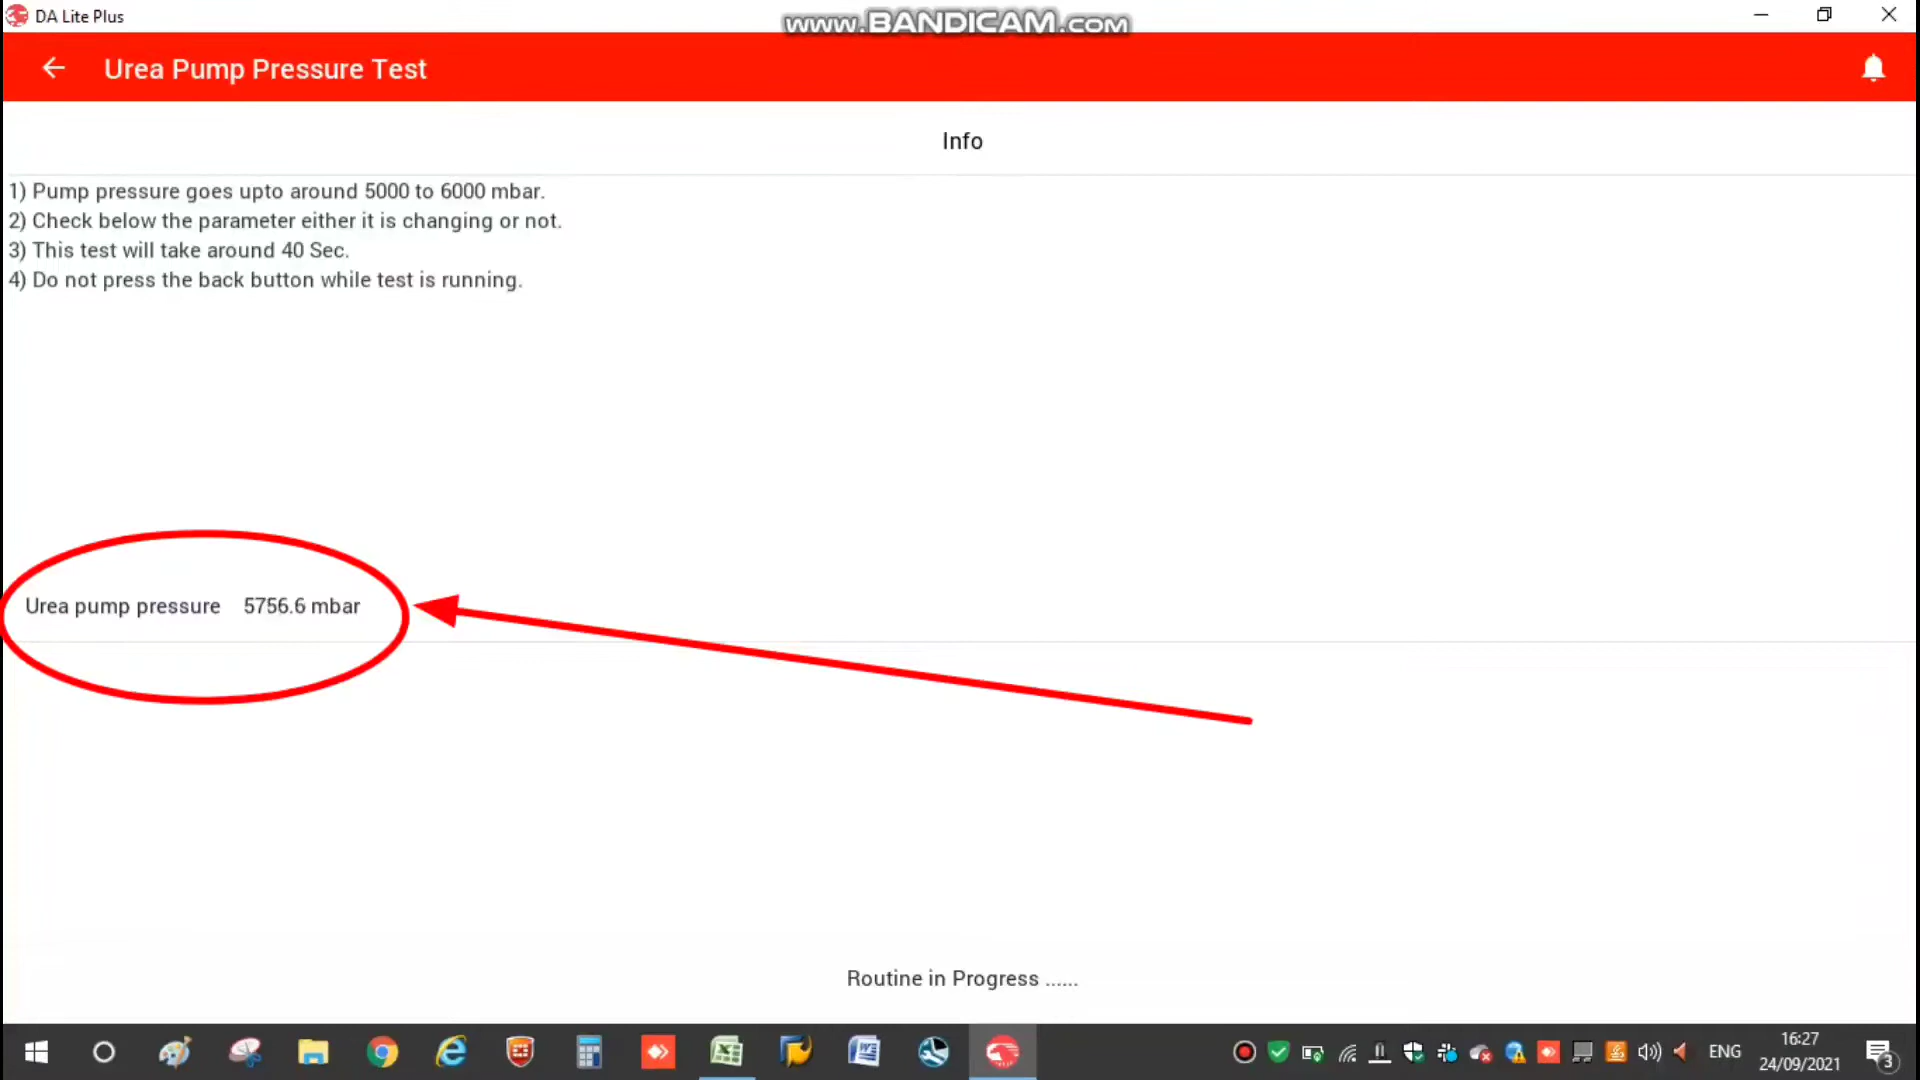 DA Lite Plus
www.BANDICAM.com
Urea Pump Pressure Test
Info
1) Pump pressure goes upto around 5000 to 6000 mbar.
2) Check below the parameter either it is changing or not.
3) This test will take around 40 Sec.
4) Do not press the back button while test is running.
Urea pump pressure 5756.6 mbar
Routine in Progress ......
ENG
16:27
24/09/2021
3